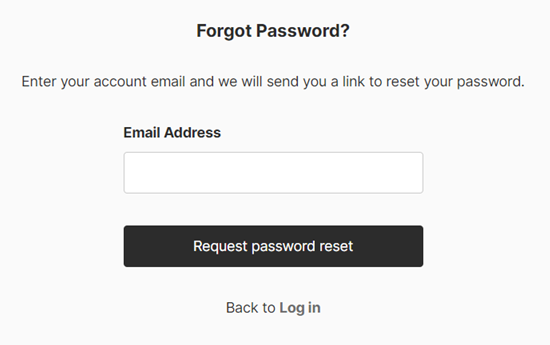 Forgot Password?
Enter your account email and we will send you a link to reset your password.
Email Address
Request password reset
Back to Log in